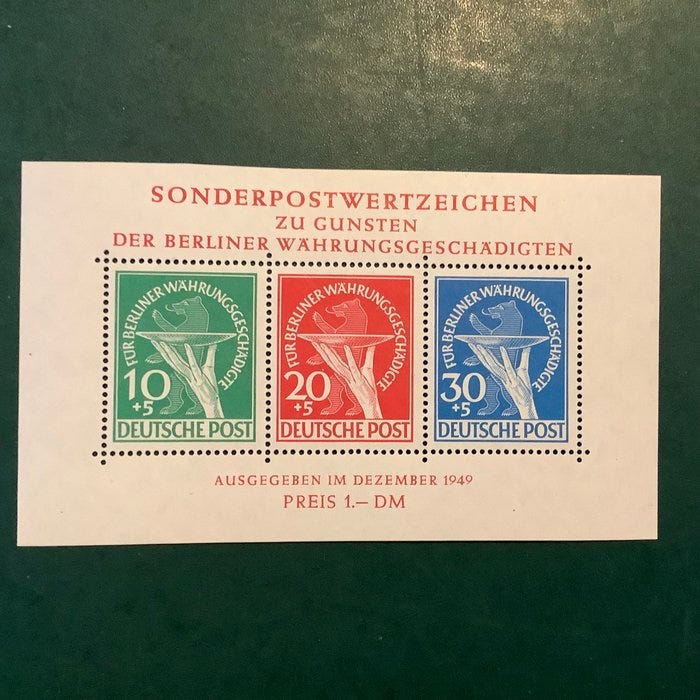 SONDERPOSTWERTZEICHEN
ZU GUNSTEN
DER BERLINER WÄHRUNGSGESCHÄDIGTEN
FÜR BERLINER WÄHRUNGSGESCHÄDIGTE
10
+5
DEUTSCHE POST
FÜR BERLINER WÄHRUNGSGESCHÄDIGTE
20
+5
DEUTSCHE POST
FÜR BERLINER WÄHRUNGSGESCHÄDIGTE
30
+5
DEUTSCHE POST
AUSGEGEBEN IM DEZEMBER 1949
PREIS 1.— DM